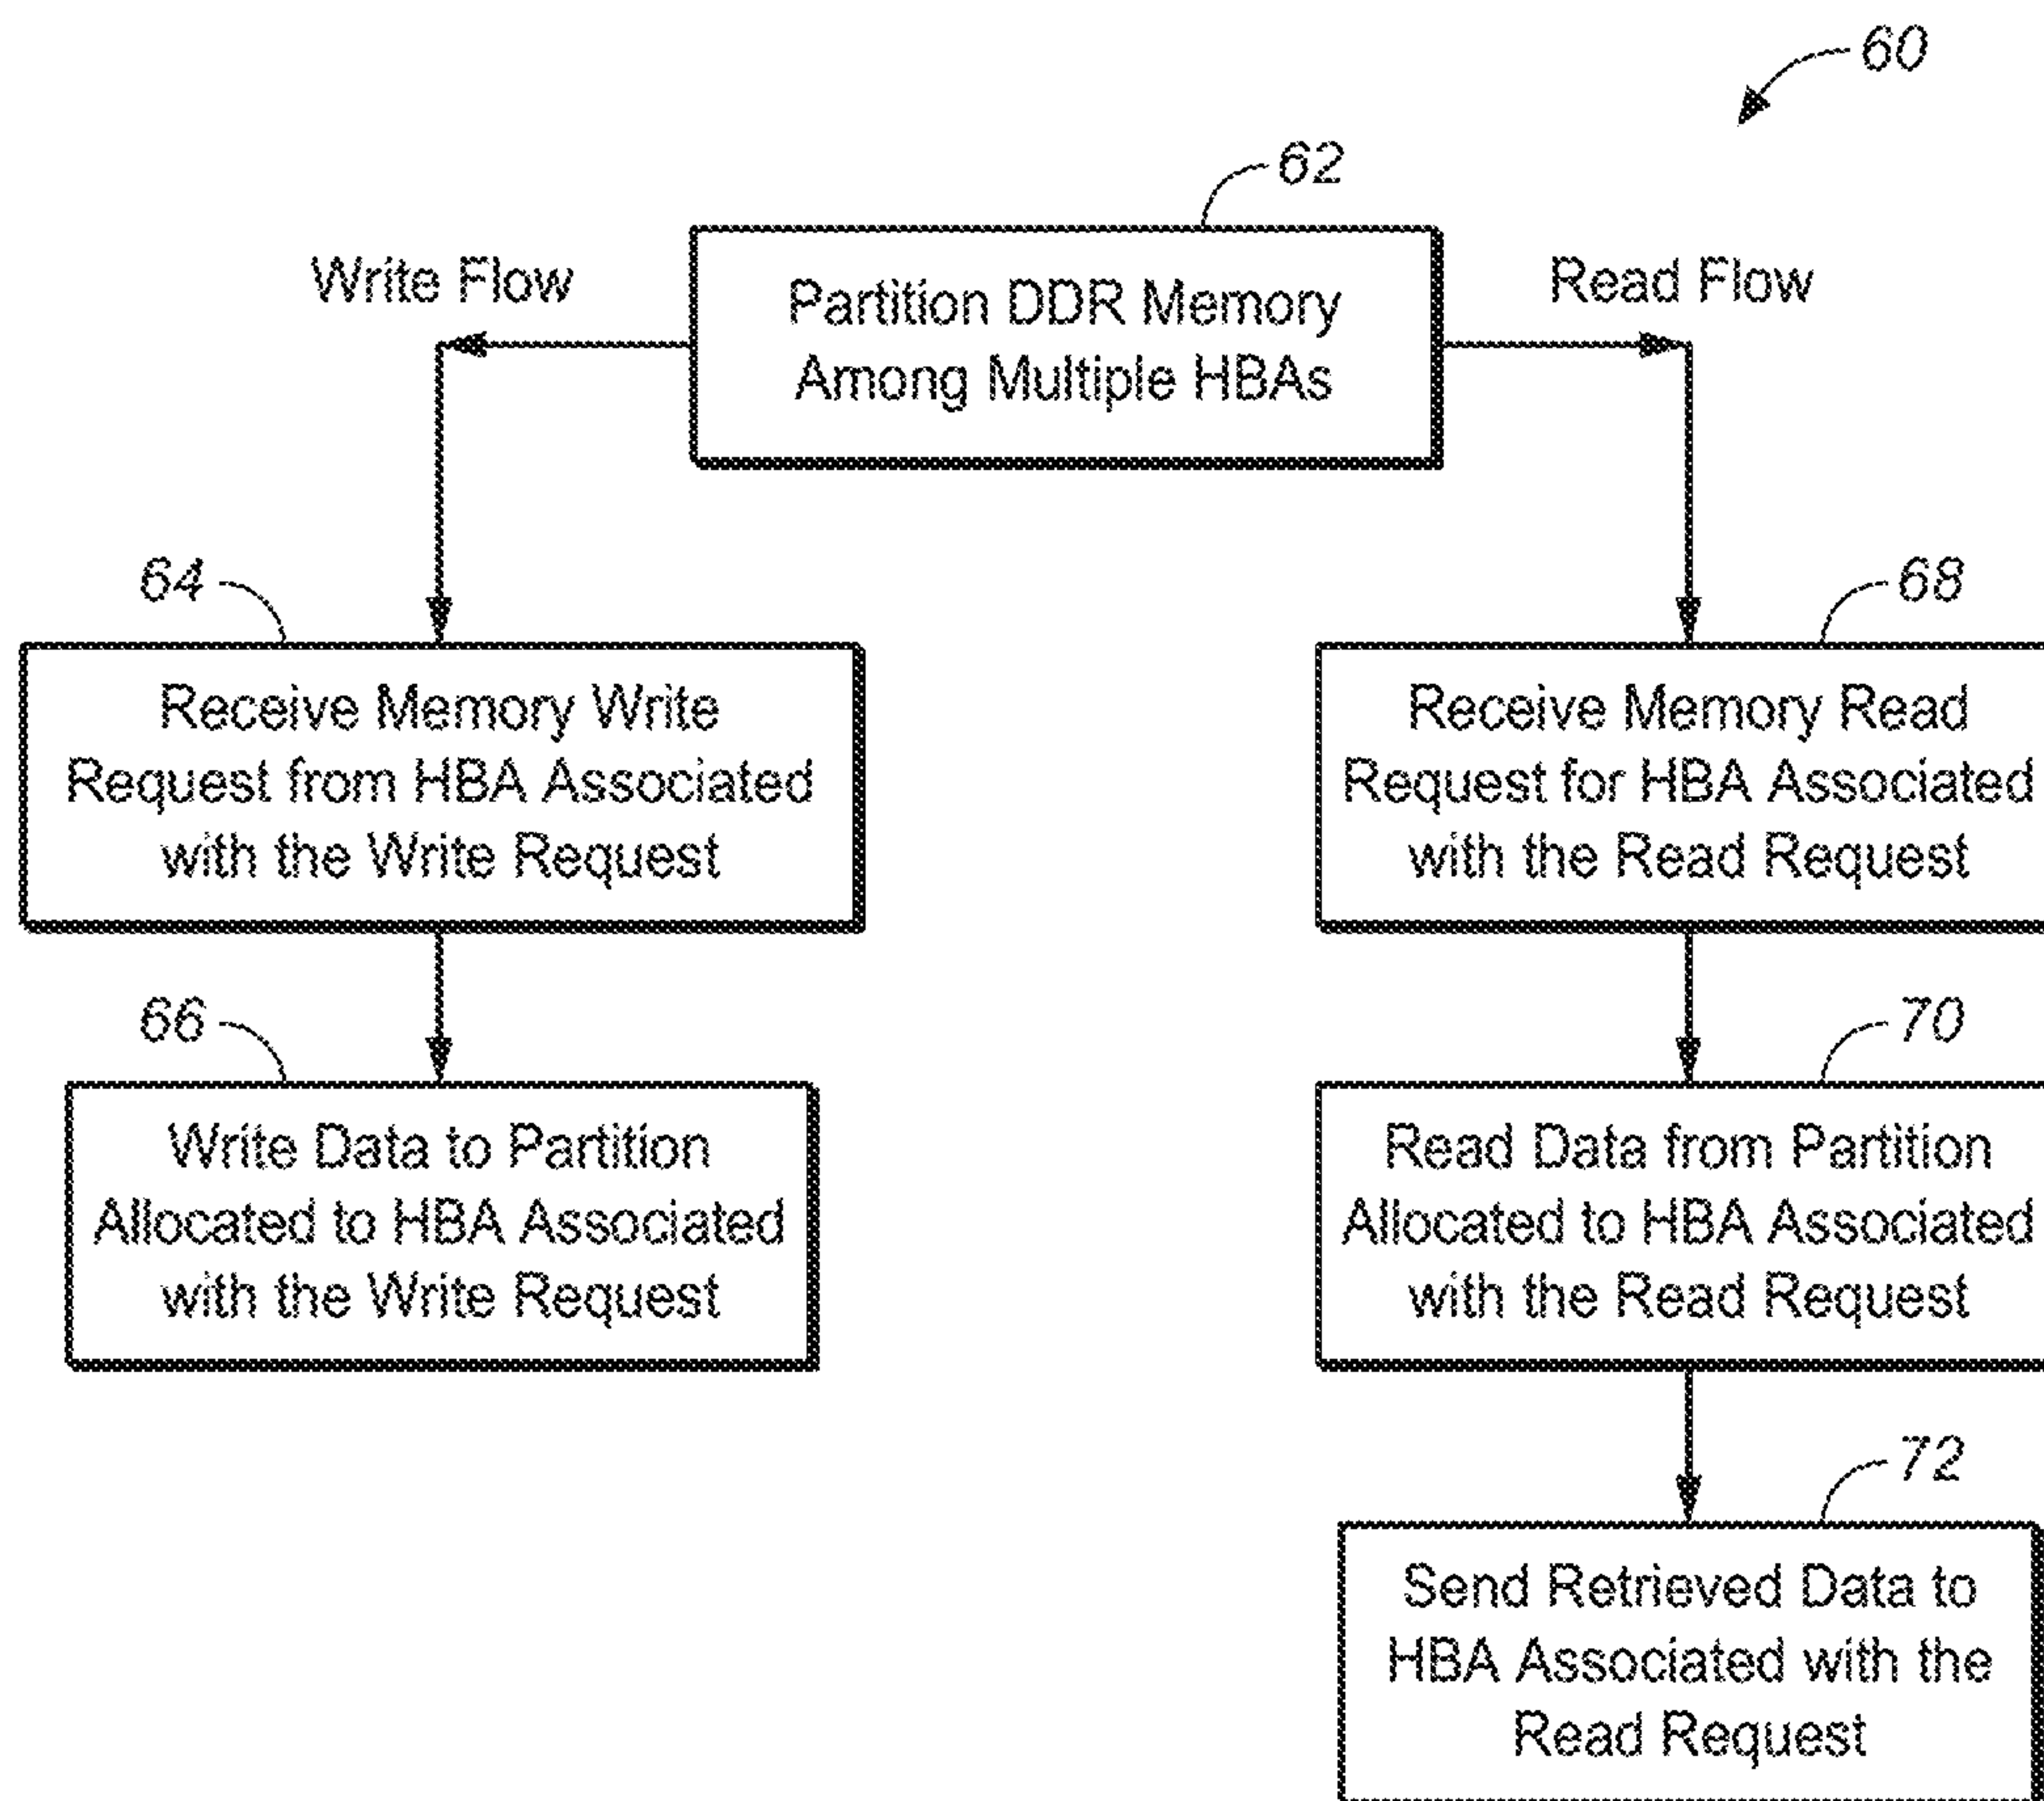 60
62
Write Flow
Partition DDR Memory
Among Multiple HBAs
Read Flow
64
Receive Memory Write
Request from HBA Associated
with the Write Request
68
Receive Memory Read
Request for HBA Associated
with the Read Request
66
Write Data to Partition
Allocated to HBA Associated
with the Write Request
70
Read Data from Partition
Allocated to HBA Associated
with the Read Request
72
Send Retrieved Data to
HBA Associated with the
Read Request